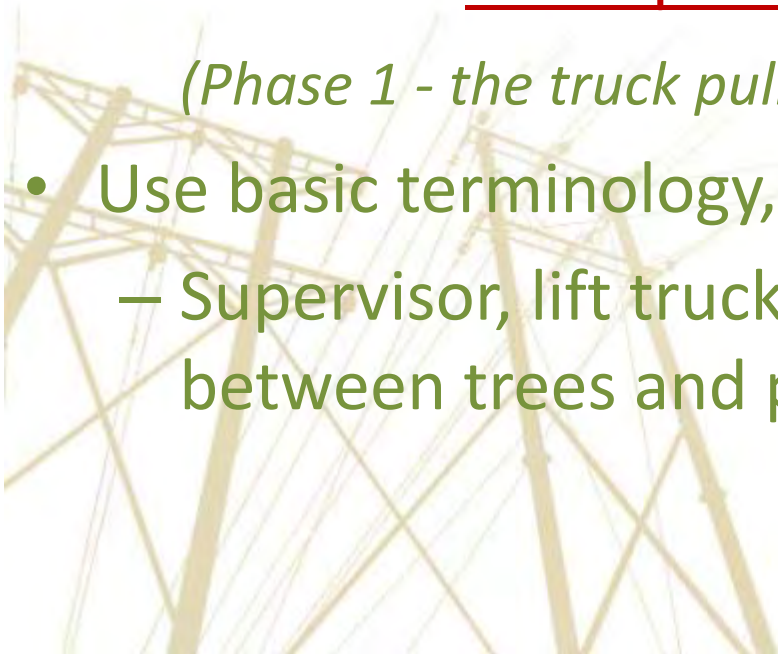 (Phase 1 - the truck pul
• Use basic terminology,
– Supervisor, lift truck
between trees and p